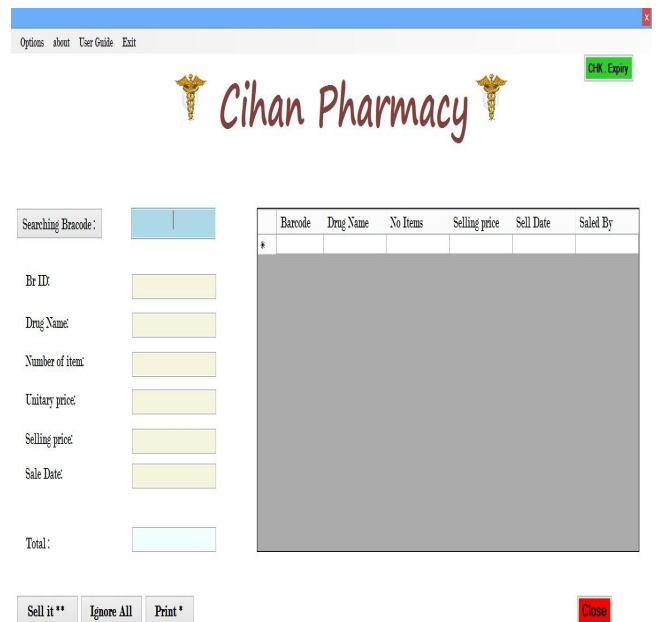 x
Options about User Guide Exit
CHK. Expiry
Cihan Pharmacy
Searching Bracode :
Barcode Drug Name No Items Selling price Sell Date Saled By
*
Br ID:
Drug Name:
Number of item:
Unitary price:
Selling price:
Sale Date:
Total :
Sell it ** Ignore All Print *
Close